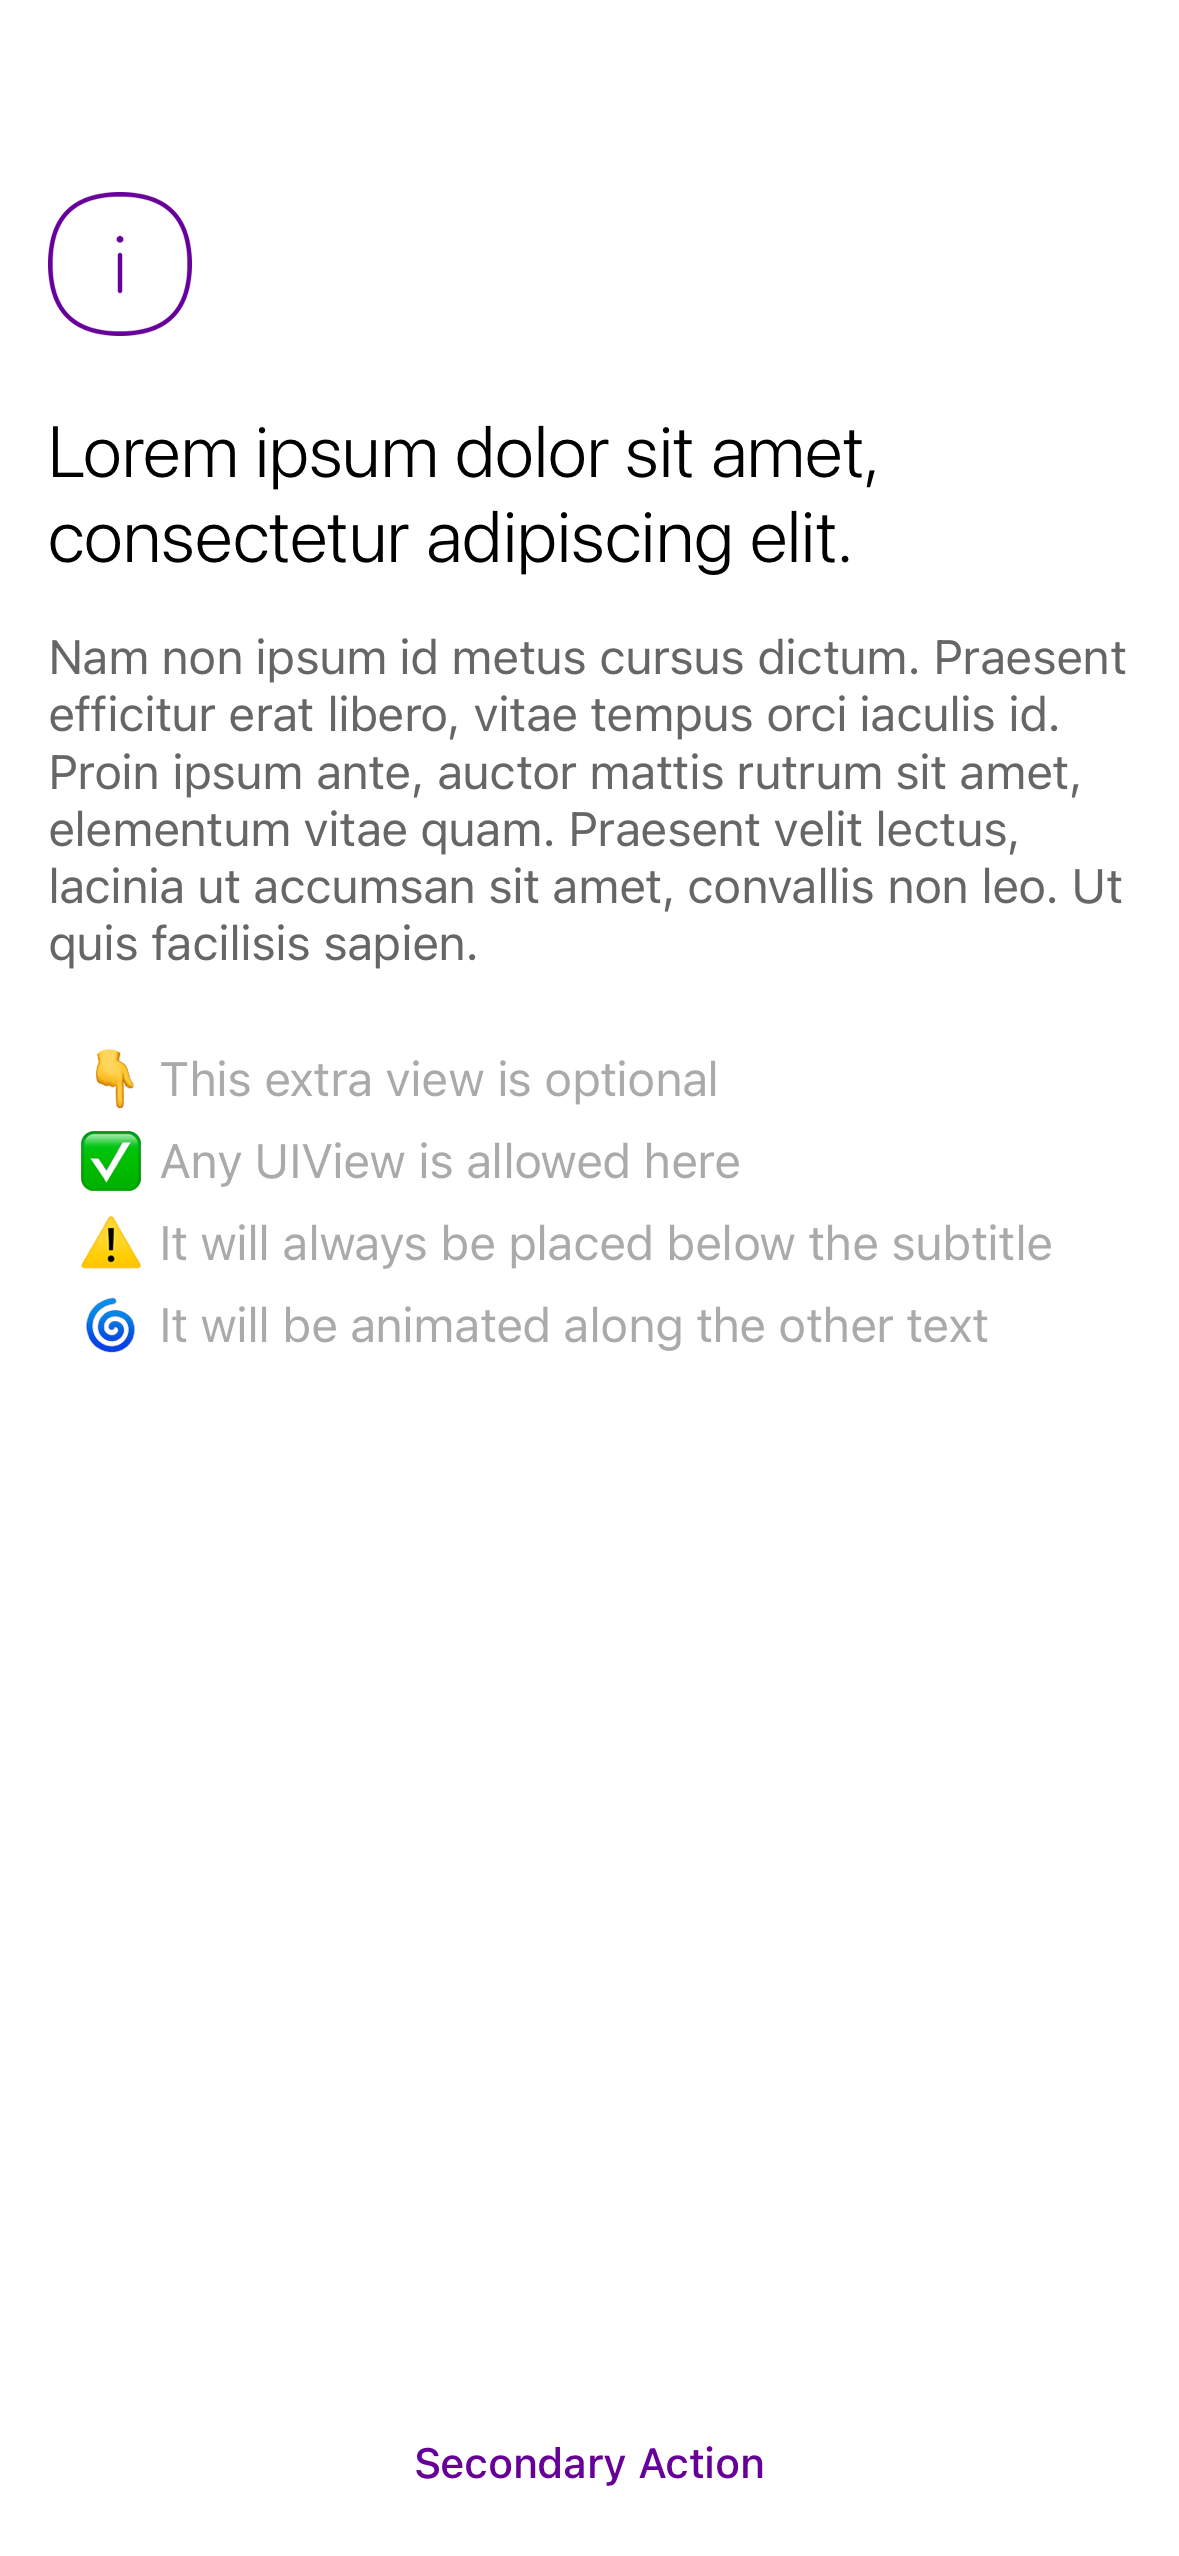 Lorem ipsum dolor sit amet,
consectetur adipiscing elit.
Nam non ipsum id metus cursus dictum. Praesent
efficitur erat libero, vitae tempus orci iaculis id.
Proin ipsum ante, auctor mattis rutrum sit amet,
elementum vitae quam. Praesent velit lectus,
lacinia ut accumsan sit amet, convallis non leo. Ut
quis facilisis sapien.
👇 This extra view is optional
✅ Any UIView is allowed here
⚠️ It will always be placed below the subtitle
🌀 It will be animated along the other text
Secondary Action